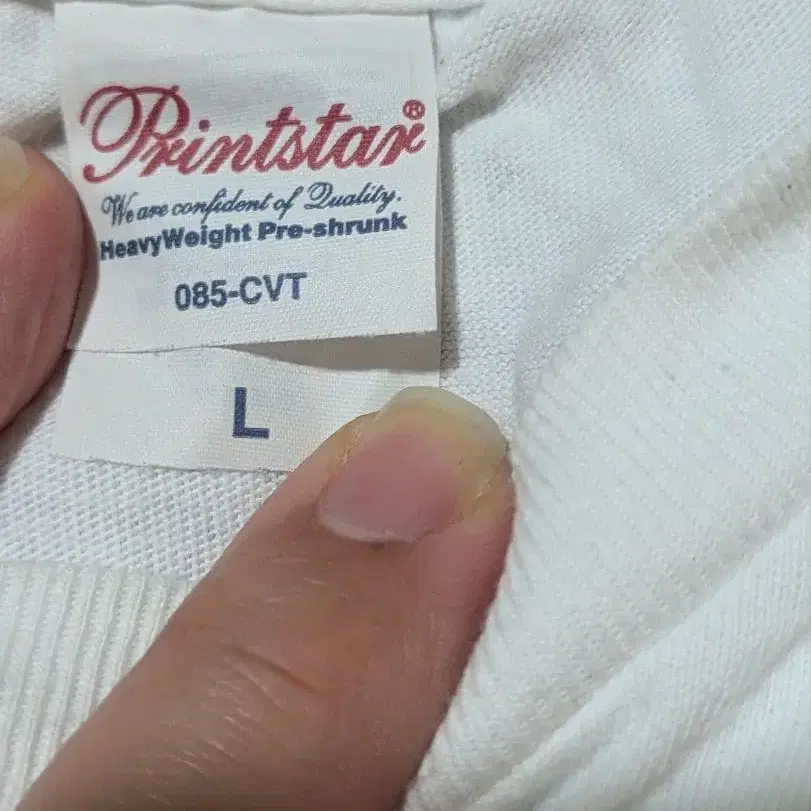 Printstar®
We are confident of Quality.
HeavyWeight Pre-shrunk
085-CVT
L